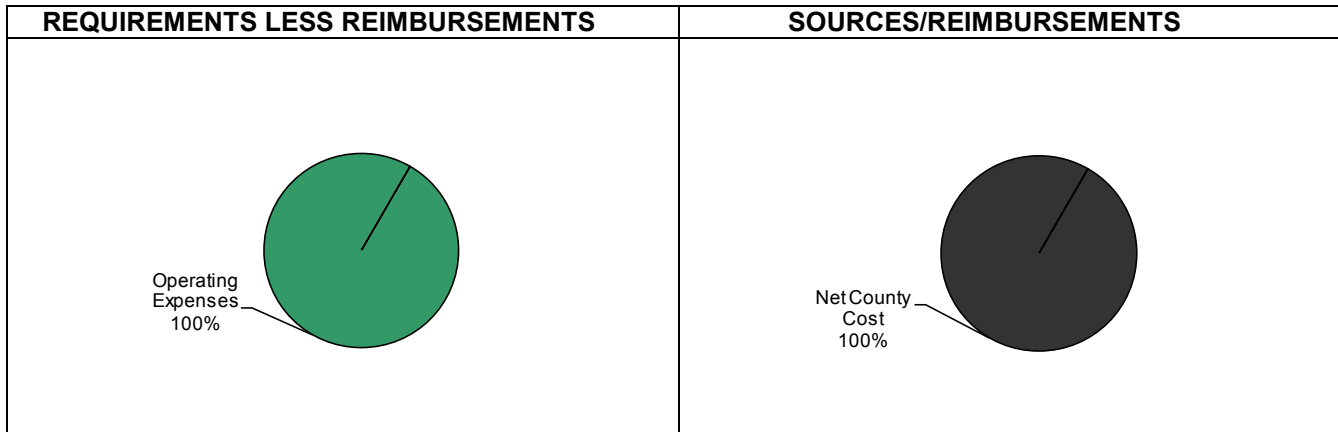 REQUIREMENTS LESS REIMBURSEMENTS
Operating
Expenses
100%
SOURCES/REIMBURSEMENTS
Net County
Cost
100%